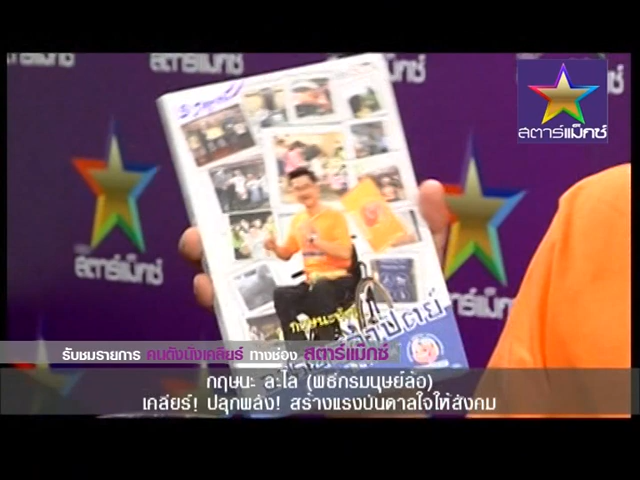 สตาร์แม็กซ์
สตาร์แม็กซ์
สตาร์แม็กซ์
สตาร์แม็กซ์
รับชมรายการ คนดังนั่งเคลียร์ ทางช่อง สตาร์แม็กซ์
กฤษนะ ละไล (พิธีกรมนุษย์ล้อ)
เคลียร์! ปลุกพลัง! สร้างแรงบันดาลใจให้สังคม